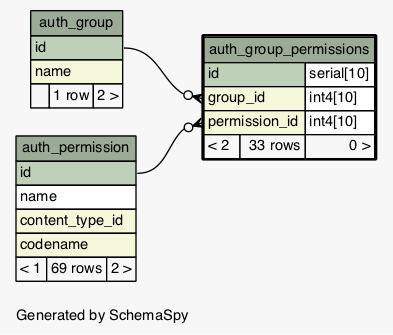 auth_group
id
name
1 row 2 >
auth_group_permissions
id serial[10]
group_id int4[10]
permission_id int4[10]
< 2 33 rows 0 >
auth_permission
id
name
content_type_id
codename
< 1 69 rows 2 >
Generated by SchemaSpy